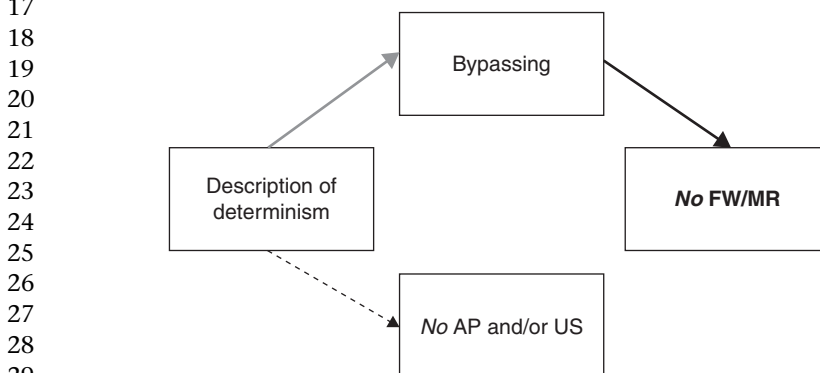 17
18
19
20
21
22
23
24
25
26
27
28
29
Bypassing
Description of
determinism
No FW/MR
No AP and/or US